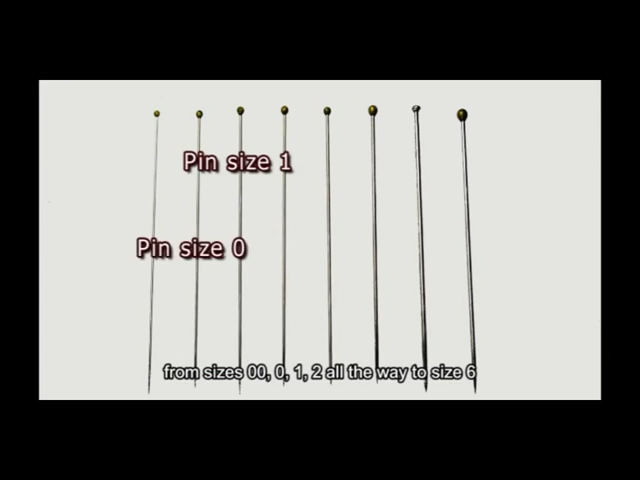 Pin size 1
Pin size 0
from sizes 00, 0, 1, 2 all the way to size 6